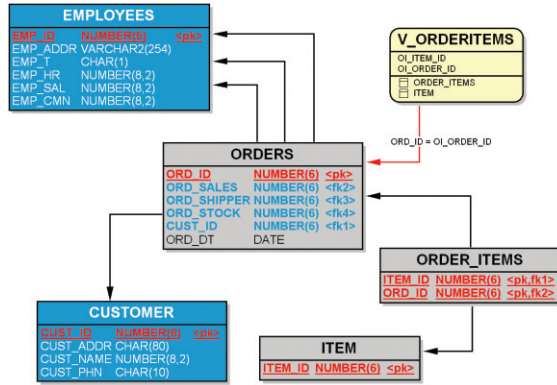 EMPLOYEES
EMP_ID NUMBER(6) <pk>
EMP_ADDR VARCHAR2(254)
EMP_T CHAR(1)
EMP_HR NUMBER(8,2)
EMP_SAL NUMBER(8,2)
EMP_CMN NUMBER(8,2)
V_ORDERITEMS
OI_ITEM_ID
OI_ORDER_ID
ORDER_ITEMS
ITEM
ORD_ID = OI_ORDER_ID
ORDERS
ORD_ID NUMBER(6) <pk>
ORD_SALES NUMBER(6) <fk2>
ORD_SHIPPER NUMBER(6) <fk3>
ORD_STOCK NUMBER(6) <fk4>
CUST_ID NUMBER(6) <fk1>
ORD_DT DATE
ORDER_ITEMS
ITEM_ID NUMBER(6) <pk,fk1>
ORD_ID NUMBER(6) <pk,fk2>
CUSTOMER
CUST_ID NUMBER(6) <pk>
CUST_ADDR CHAR(80)
CUST_NAME NUMBER(8,2)
CUST_PHN CHAR(10)
ITEM
ITEM_ID NUMBER(6) <pk>